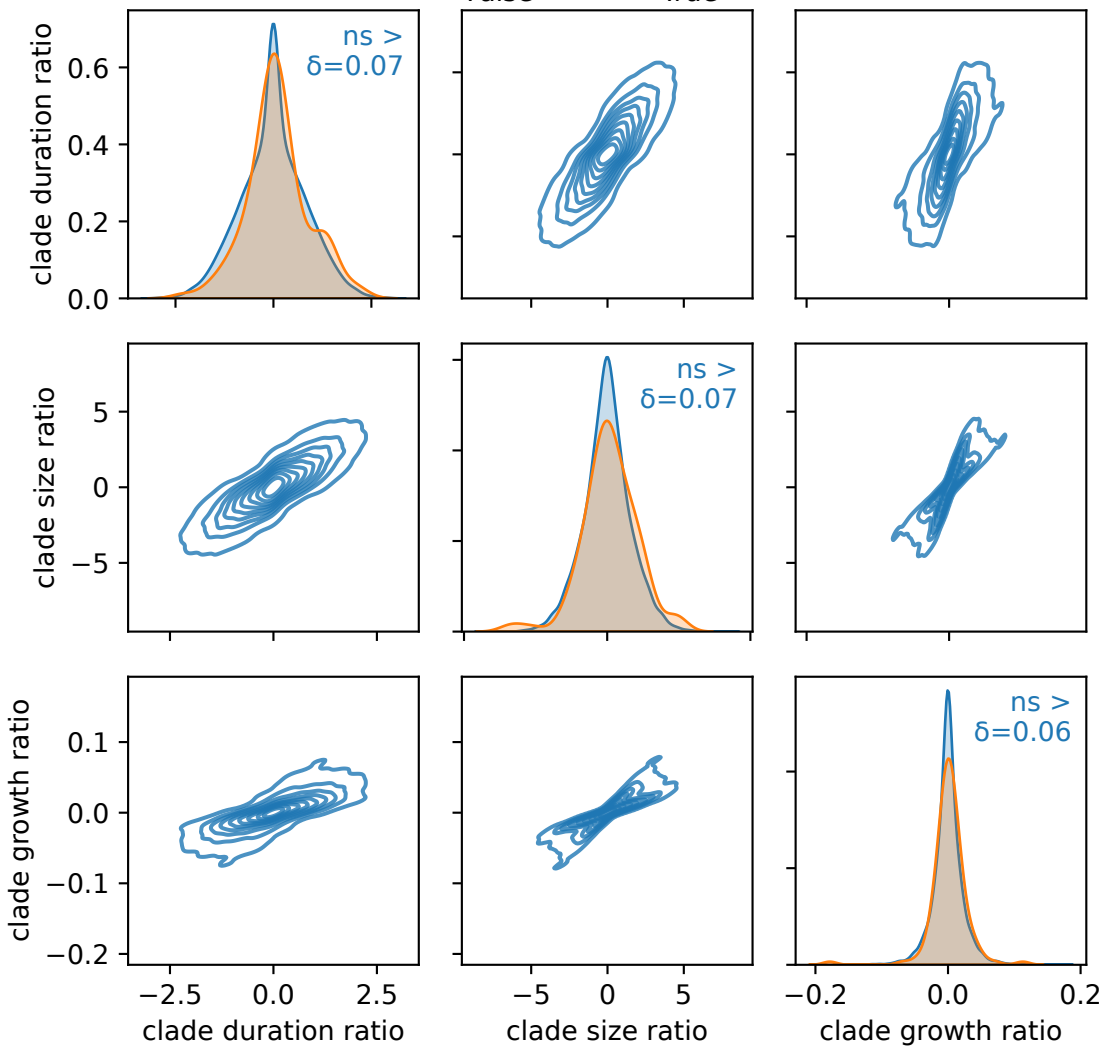 clade duration ratio
0.6
0.4
0.2
0.0
ns >
δ=0.07
clade size ratio
5
0
−5
ns >
δ=0.07
clade growth ratio
0.1
0.0
−0.1
−0.2
ns >
δ=0.06
−2.5 0.0 2.5
clade duration ratio
−5 0 5
clade size ratio
−0.2 0.0 0.2
clade growth ratio